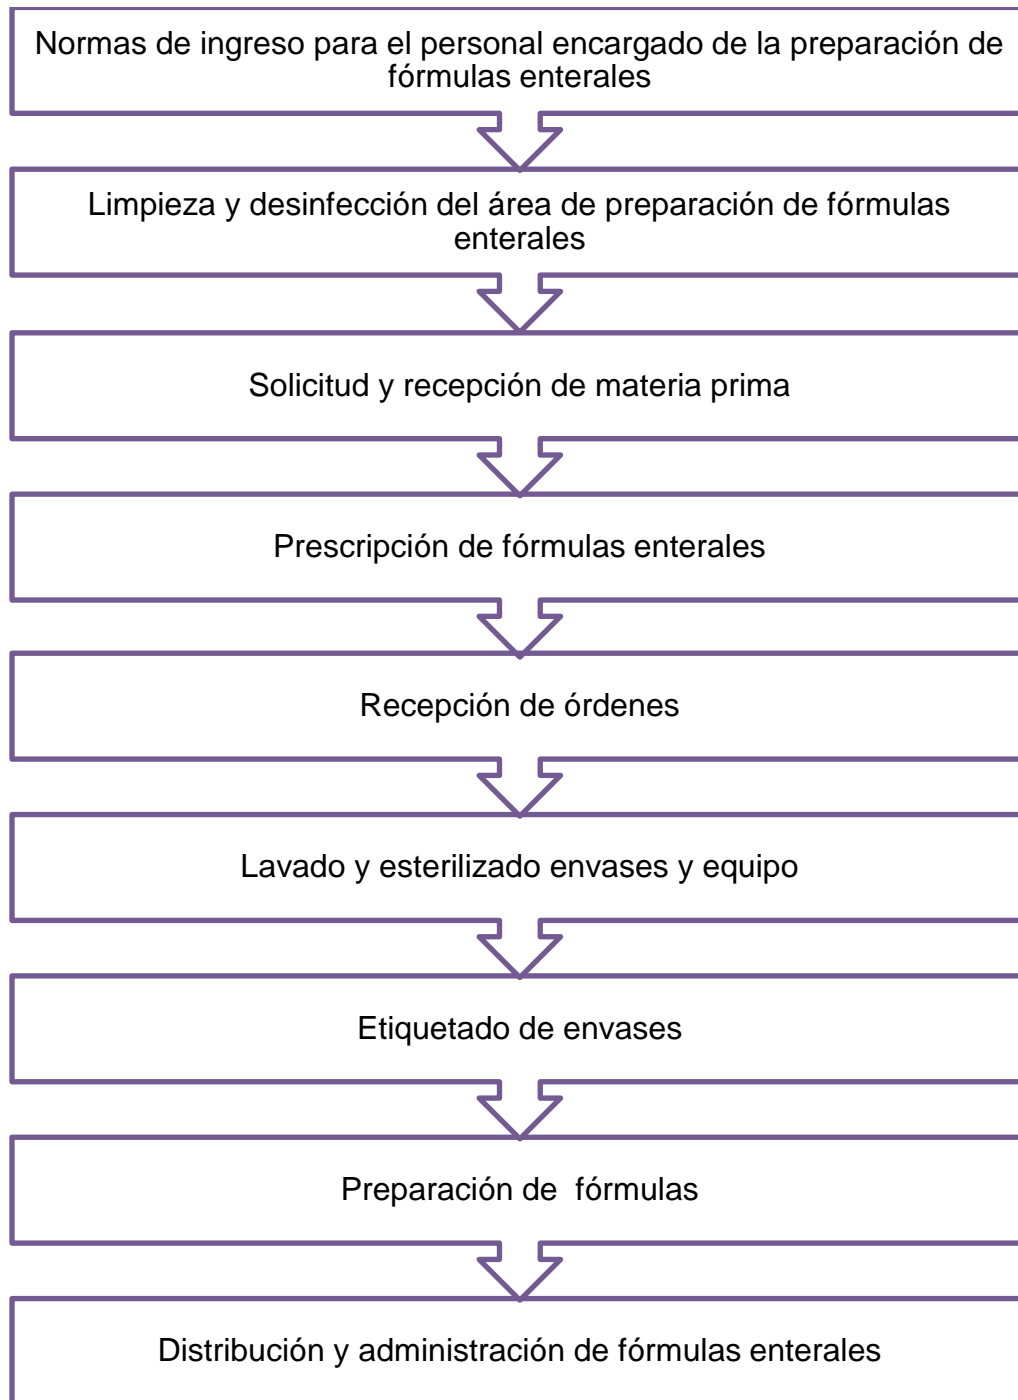 Normas de ingreso para el personal encargado de la preparación de
fórmulas enterales
Limpieza y desinfección del área de preparación de fórmulas
enterales
Solicitud y recepción de materia prima
Prescripción de fórmulas enterales
Recepción de órdenes
Lavado y esterilizado envases y equipo
Etiquetado de envases
Preparación de  fórmulas
Distribución y administración de fórmulas enterales